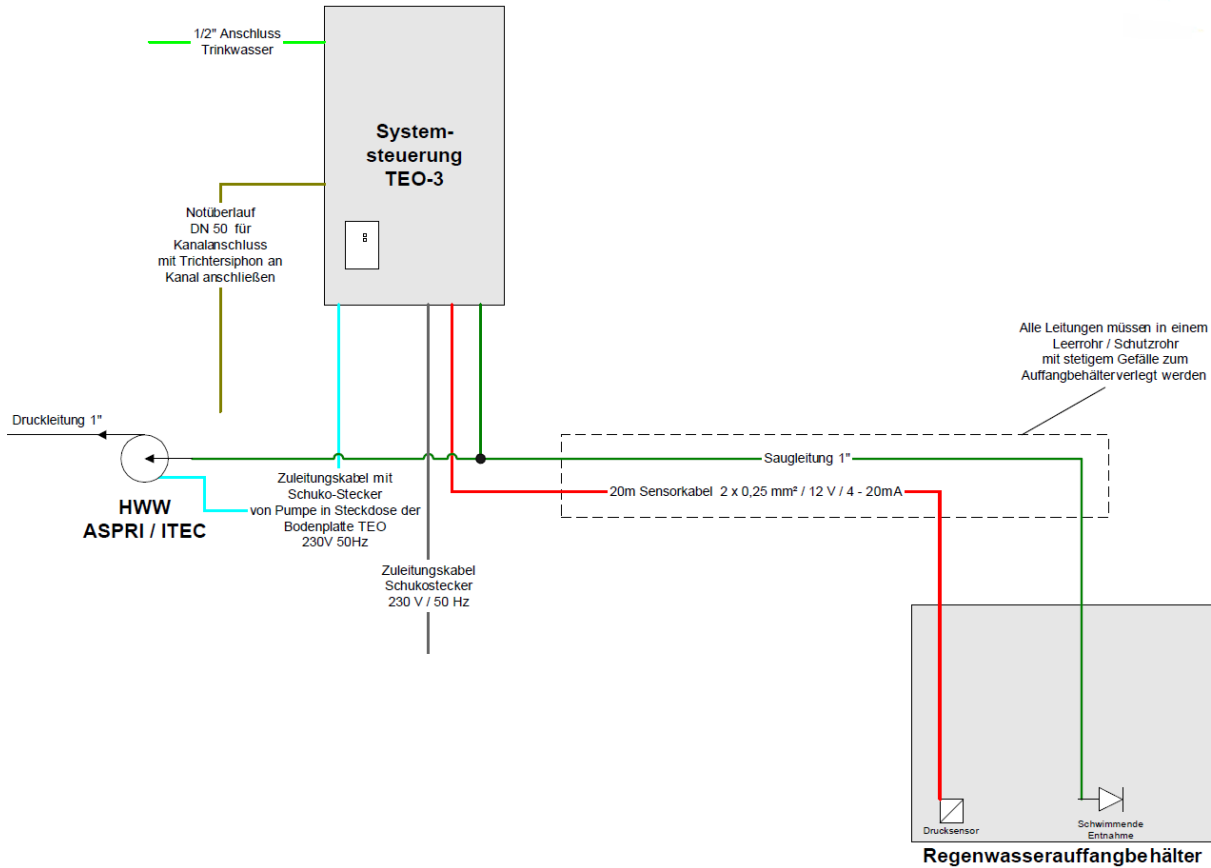 1/2" Anschluss
Trinkwasser
System-
steuerung
TEO-3
Notüberlauf
DN 50 für
Kanalanschluss
mit Trichtersiphon an
Kanal anschließen
Alle Leitungen müssen in einem
Leerrohr / Schutzrohr
mit stetigem Gefälle zum
Auffangbehälter verlegt werden
Druckleitung 1"
Saugleitung 1"
20m Sensorkabel 2 x 0,25 mm² / 12 V / 4 - 20mA
HWW
ASPRI / ITEC
Zuleitungskabel mit
Schuko-Stecker
von Pumpe in Steckdose der
Bodenplatte TEO
230V 50Hz
Zuleitungskabel
Schukostecker
230 V / 50 Hz
Drucksensor
Schwimmende
Entnahme
Regenwasserauffangbehälter